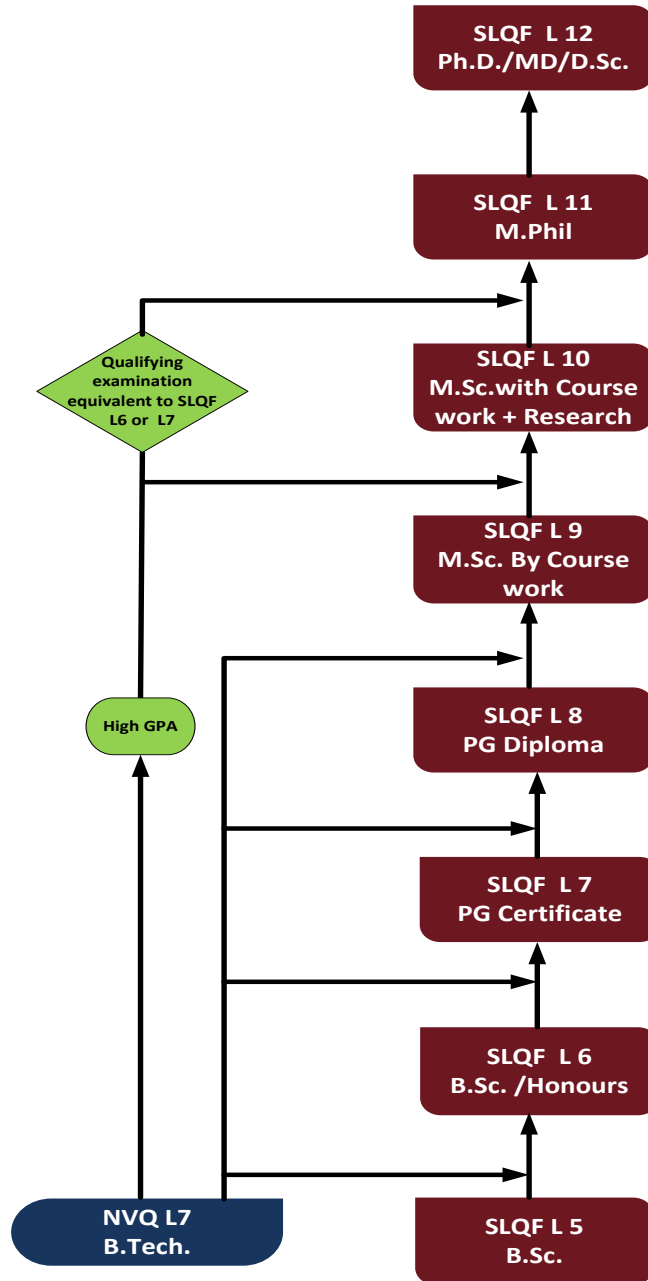 SLQF L 12
Ph.D./MD/D.Sc.
SLQF L 11
M.Phil
Qualifying
examination
equivalent to SLQF
L6 or L7
SLQF L 10
M.Sc.with Course
work + Research
SLQF L 9
M.Sc. By Course
work
High GPA
SLQF L 8
PG Diploma
SLQF L 7
PG Certificate
SLQF L 6
B.Sc. /Honours
NVQ L7
B.Tech.
SLQF L 5
B.Sc.